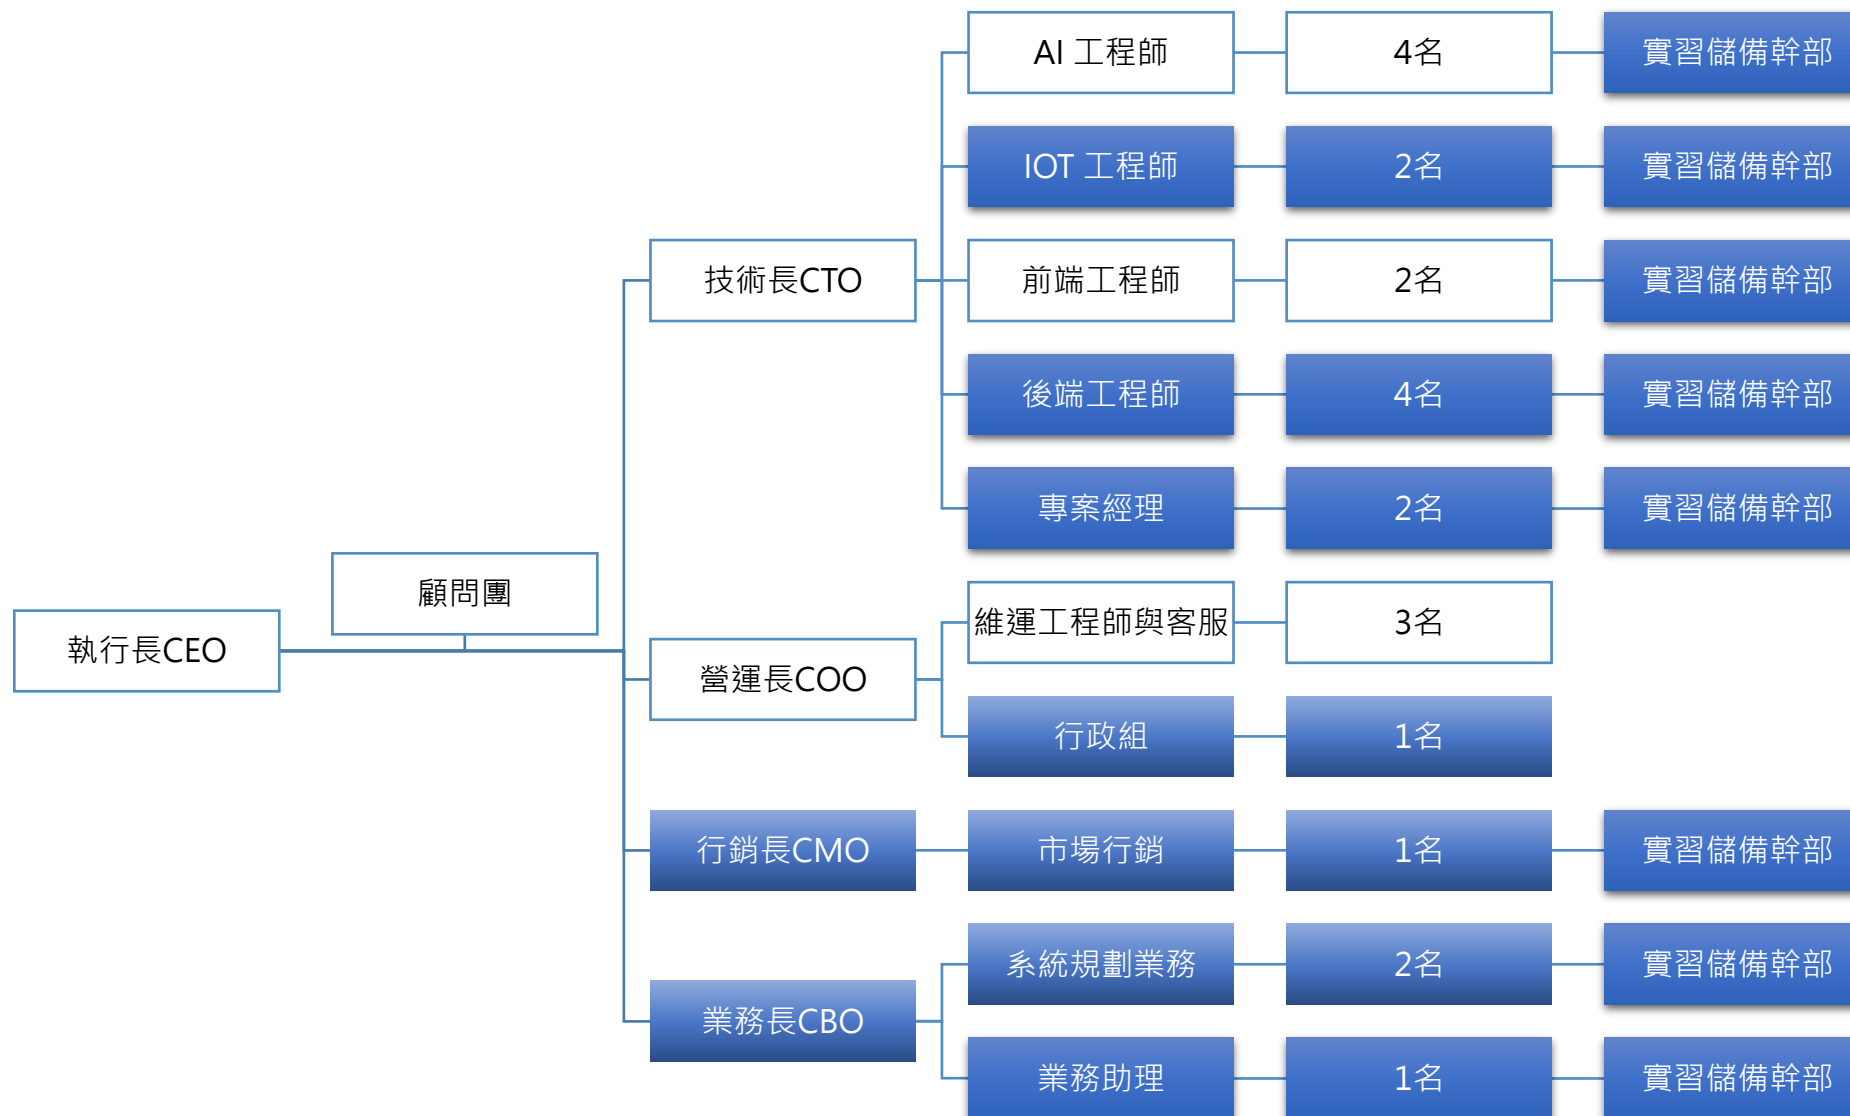 AI 工程師
4名
實習儲備幹部
IOT 工程師
2名
實習儲備幹部
技術長CTO
前端工程師
2名
實習儲備幹部
後端工程師
4名
實習儲備幹部
專案經理
2名
實習儲備幹部
顧問團
執行長CEO
維運工程師與客服
3名
營運長COO
行政組
1名
行銷長CMO
市場行銷
1名
實習儲備幹部
系統規劃業務
2名
實習儲備幹部
業務長CBO
業務助理
1名
實習儲備幹部